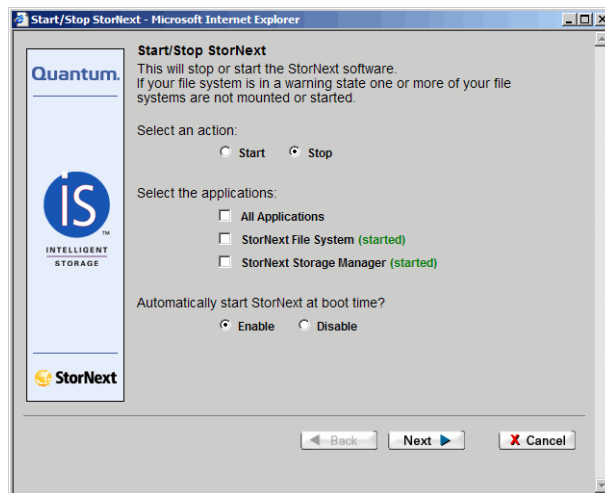 Start/Stop StorNext - Microsoft Internet Explorer
Quantum.
iS
TM
INTELLIGENT
STORAGE
StorNext
Start/Stop StorNext
This will stop or start the StorNext software.
If your file system is in a warning state one or more of your file
systems are not mounted or started.
Select an action:
Start Stop
Select the applications:
All Applications
StorNext File System (started)
StorNext Storage Manager (started)
Automatically start StorNext at boot time?
Enable Disable
Back Next X Cancel